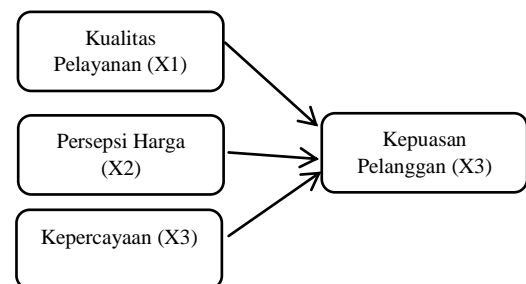 Kualitas
Pelayanan (X1)
Persepsi Harga
(X2)
Kepercayaan (X3)
Kepuasan
Pelanggan (X3)